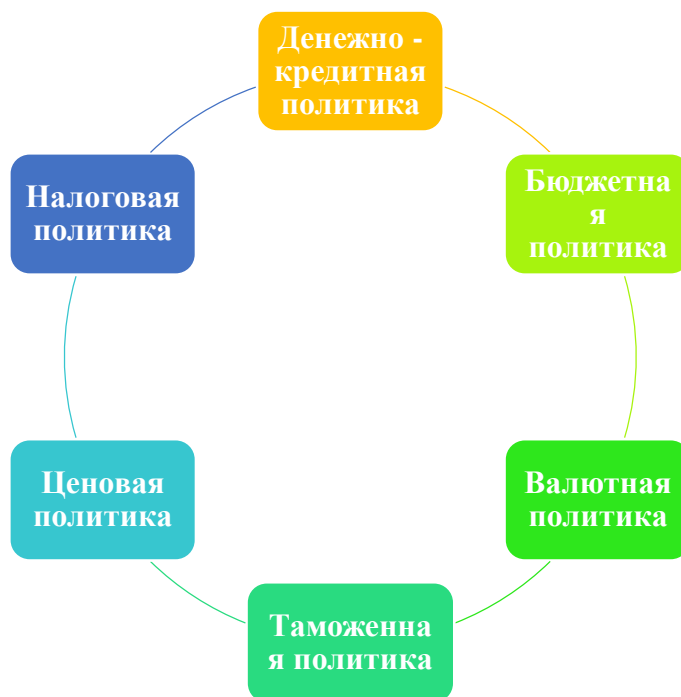 Денежно -
кредитная
политика
Бюджетна
я
политика
Валютная
политика
Таможенна
я политика
Ценовая
политика
Налоговая
политика